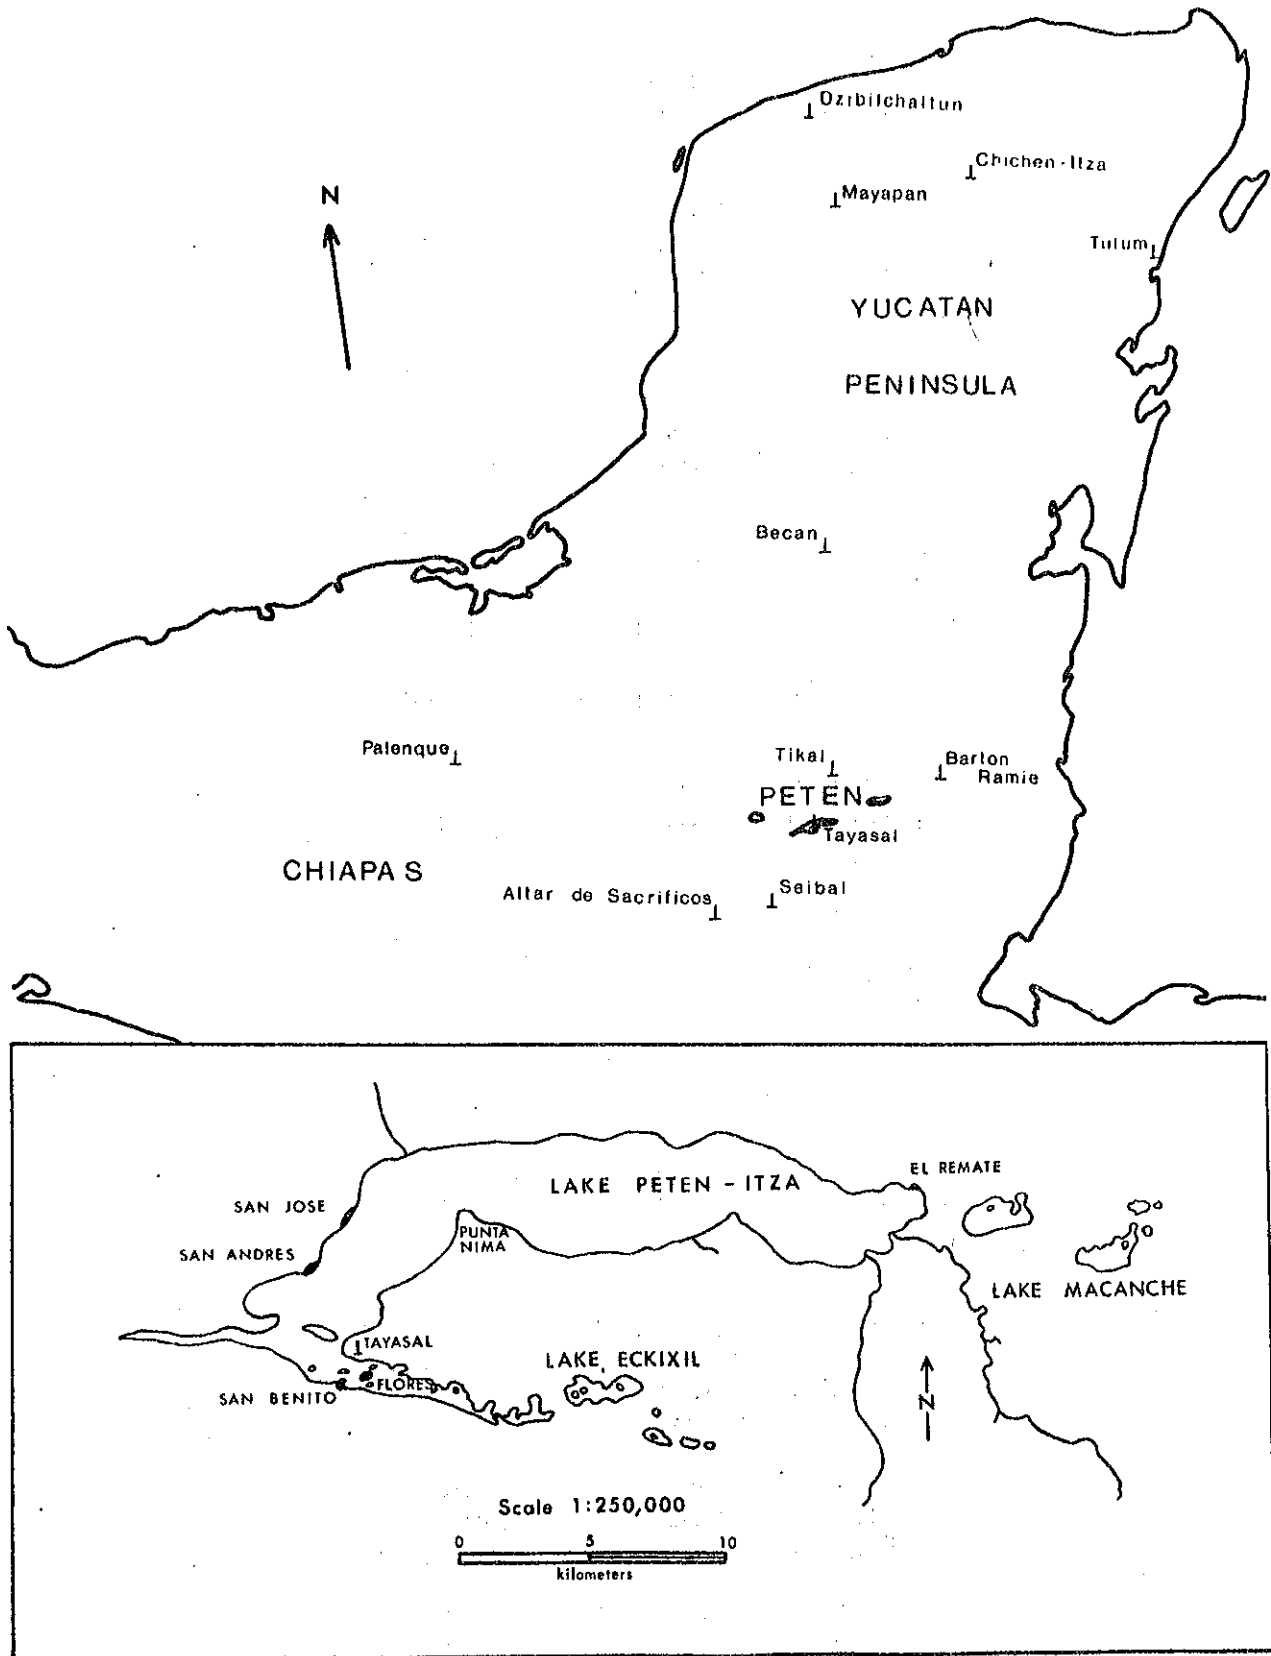 Dzibilchaltun
Chichen-Itza
N
Mayapan
Tulum
YUCATAN
PENINSULA
Becan
Palenque
Tikal
Barton
Ramie
PETEN
Tayasal
CHIAPAS
Altar de Sacrificos
Seibal
LAKE PETEN-ITZA
EL REMATE
SAN JOSE
PUNTA
NIMA
SAN ANDRES
LAKE MACANCHE
TAYASAL
LAKE ECKIXIL
FLORES
SAN BENITO
N
Scale 1:250,000
0 5 10
kilometers